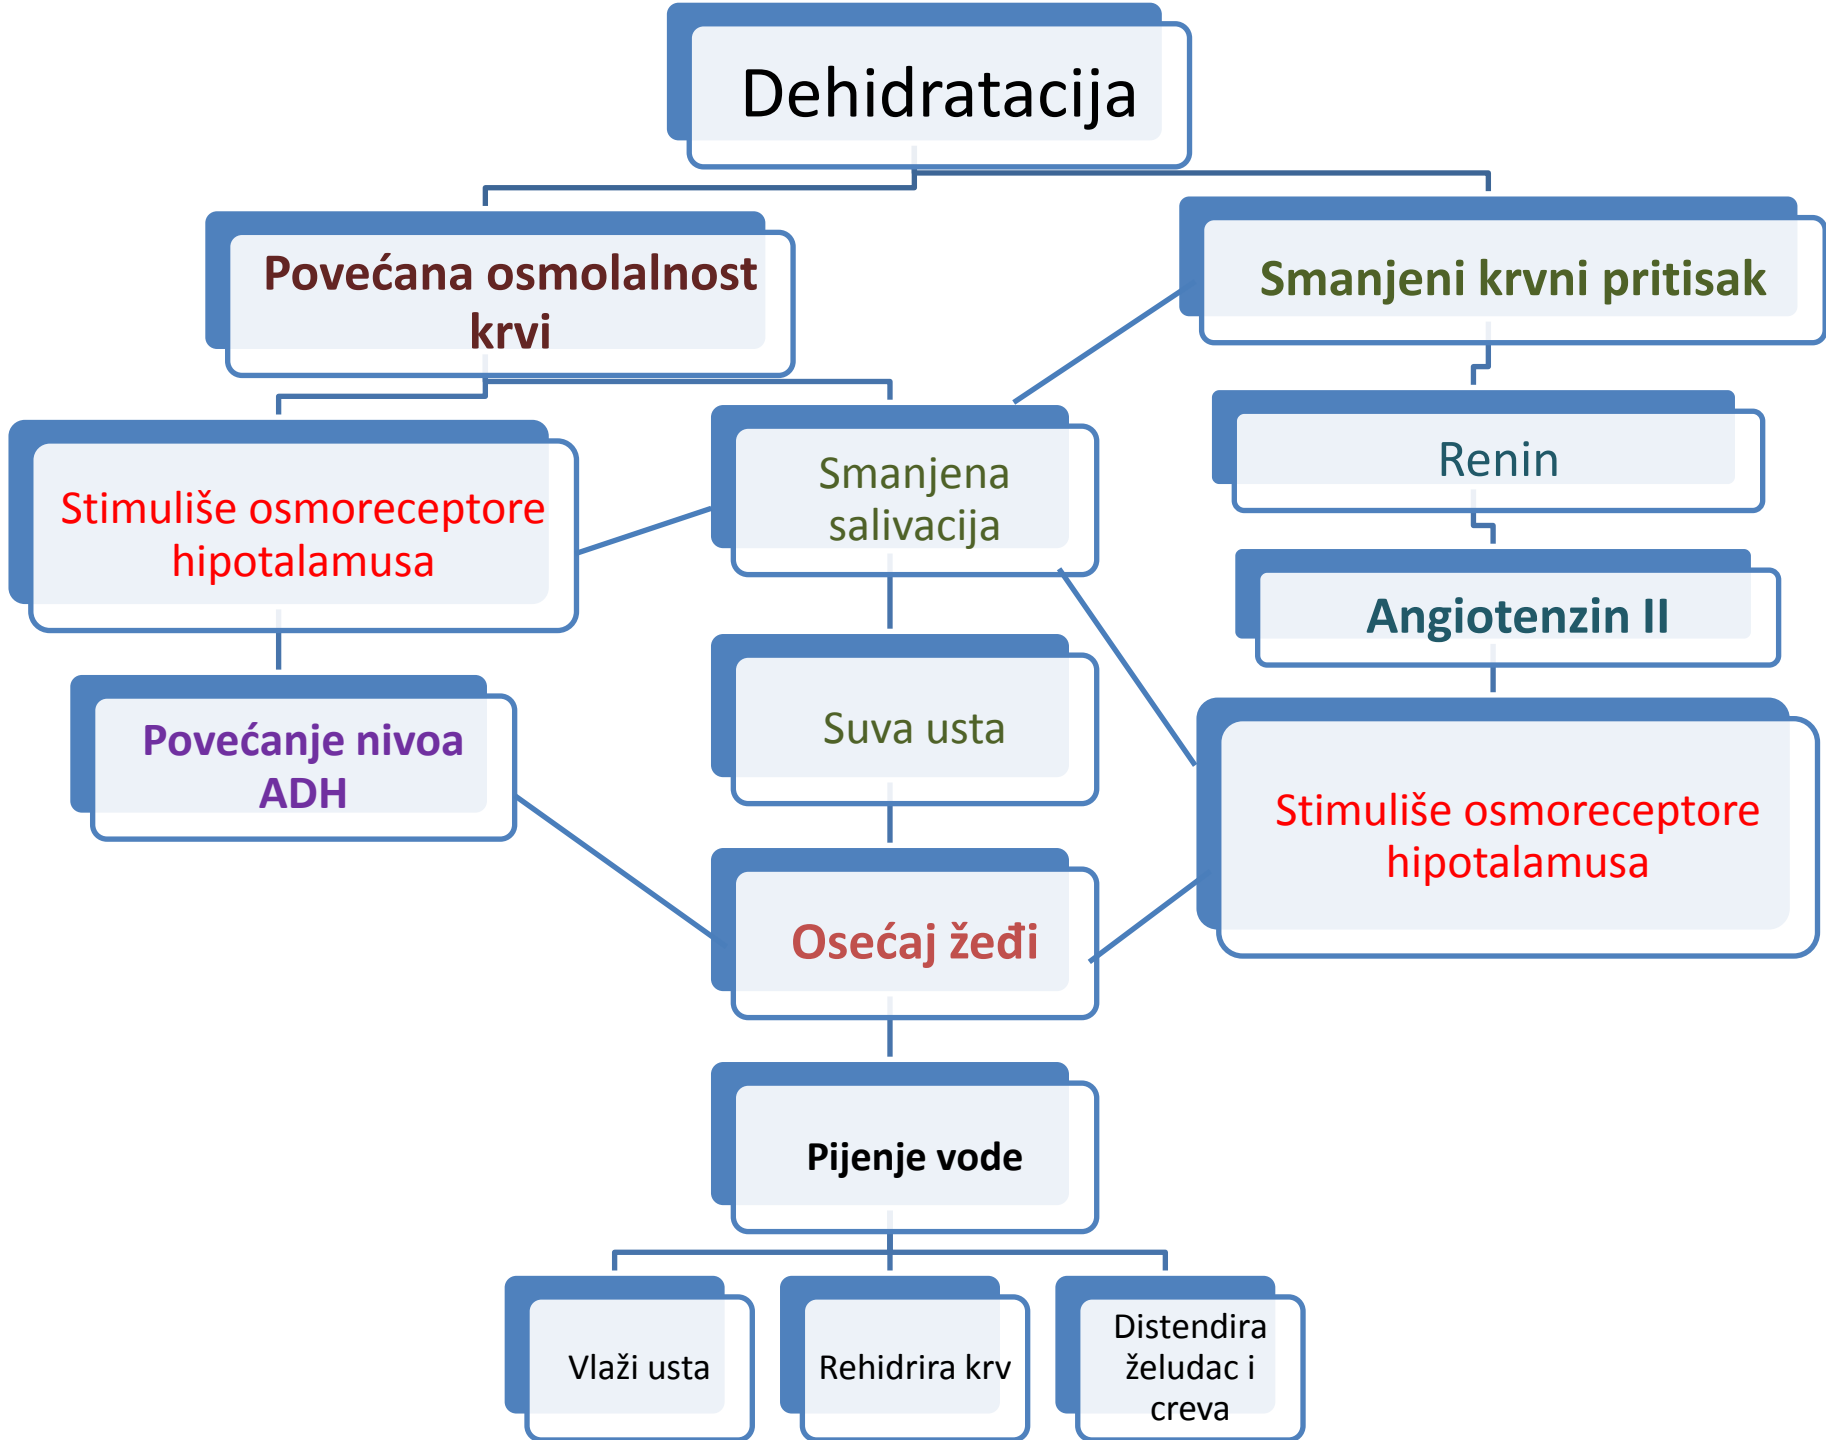 Dehidratacija
Povećana osmolalnost
krvi
Smanjeni krvni pritisak
Stimuliše osmoreceptore
hipotalamusa
Smanjena
salivacija
Renin
Angiotenzin II
Povećanje nivoa
ADH
Suva usta
Stimuliše osmoreceptore
hipotalamusa
Osećaj žeđi
Pijenje vode
Vlaži usta
Rehidrira krv
Distendira
želudac i
creva